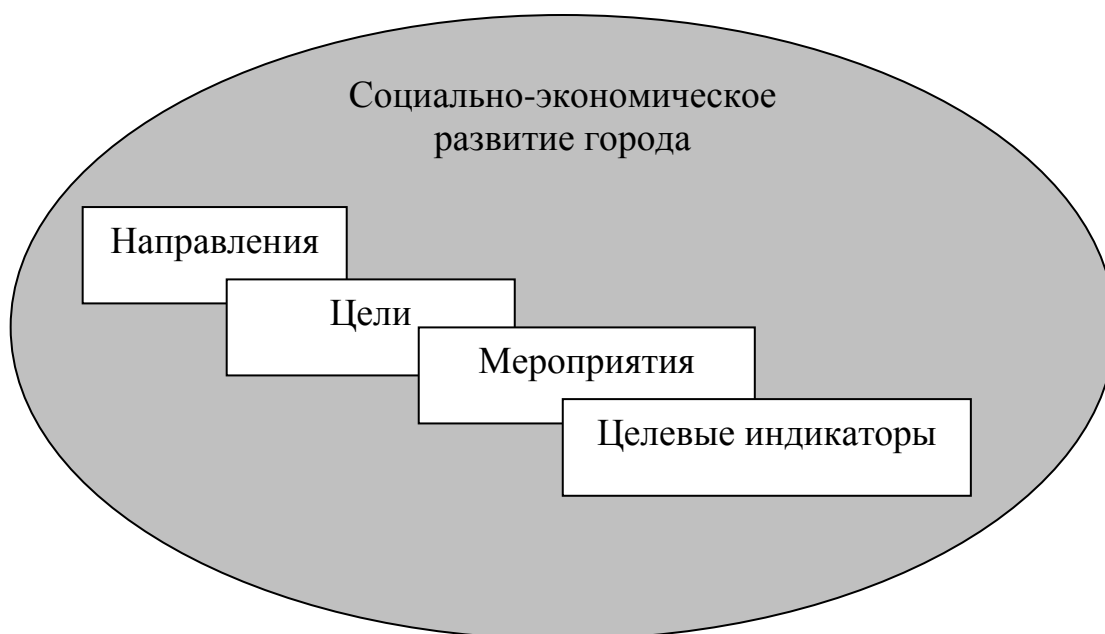 Социально-экономическое
развитие города
Направления
Цели
Мероприятия
Целевые индикаторы